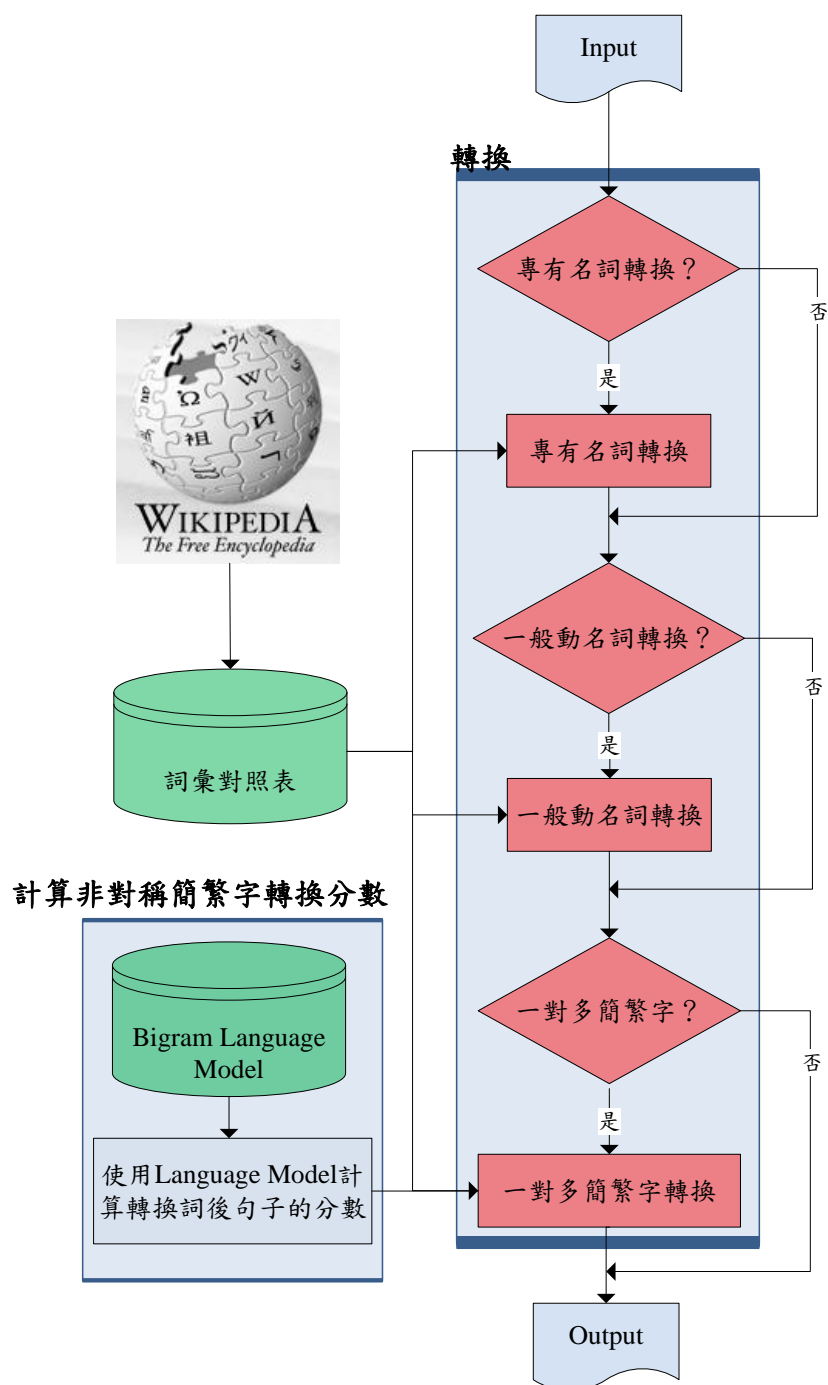 Input
轉換
專有名詞轉換？
否
是
專有名詞轉換
Ω
W
祖
И
WIKIPEDIA
The Free Encyclopedia
一般動名詞轉換？
否
是
詞彙對照表
一般動名詞轉換
計算非對稱簡繁字轉換分數
Bigram Language
Model
一對多簡繁字？
否
是
使用Language Model計
算轉換詞後句子的分數
一對多簡繁字轉換
Output